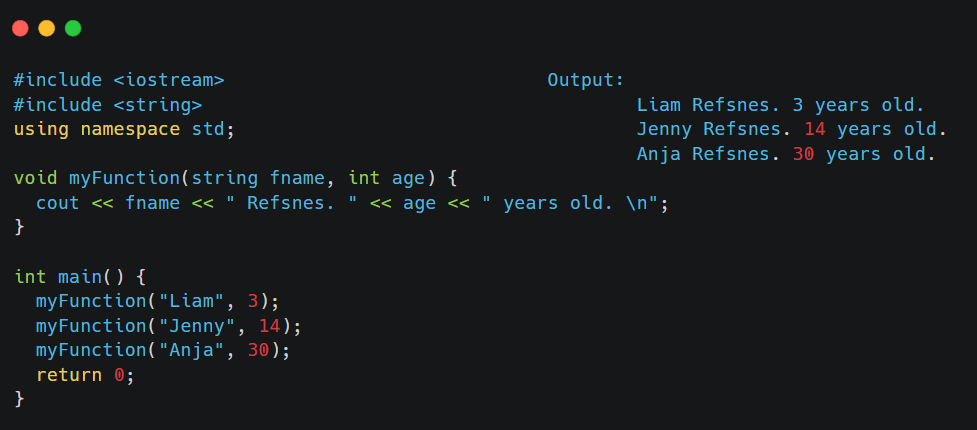 #include <iostream>
#include <string>
using namespace std;

void myFunction(string fname, int age) {
  cout << fname << " Refsnes. " << age << " years old. \n";
}

int main() {
  myFunction("Liam", 3);
  myFunction("Jenny", 14);
  myFunction("Anja", 30);
  return 0;
}

Output:
Liam Refsnes. 3 years old.
Jenny Refsnes. 14 years old.
Anja Refsnes. 30 years old.